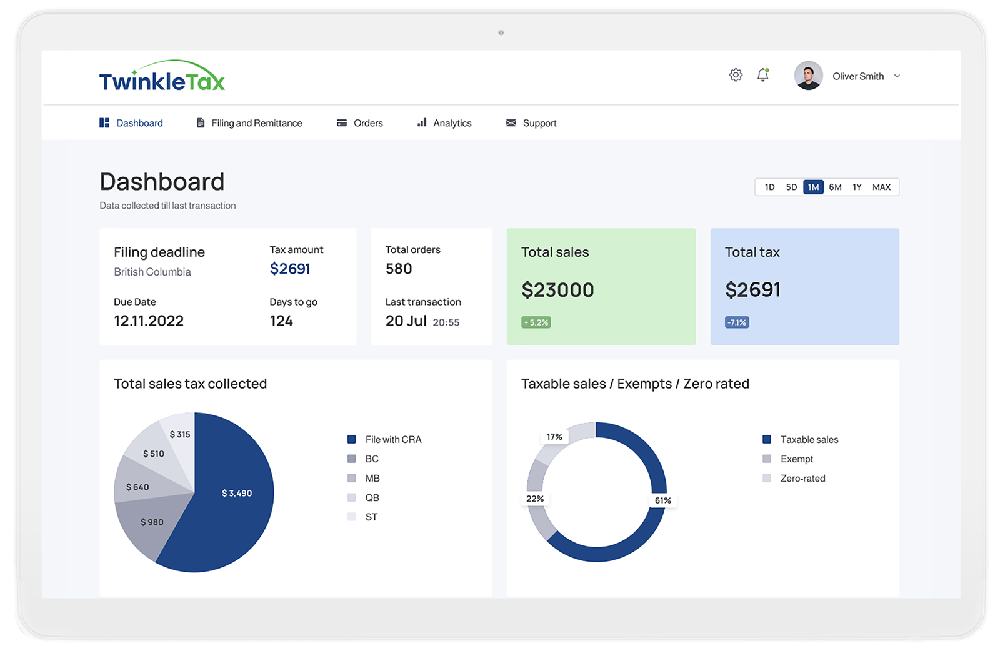 TwinkleTax
Oliver Smith
Dashboard
Filing and Remittance
Orders
Analytics
Support
Dashboard
Data collected till last transaction
1D 5D 1M 6M 1Y MAX
Filing deadline
British Columbia
Tax amount
$2691
Due Date
12.11.2022
Days to go
124
Total orders
580
Last transaction
20 Jul 20:55
Total sales
$23000
+ 5.2%
Total tax
$2691
-7.1%
Total sales tax collected
$ 315
$ 510
$ 640
$ 980
$ 3,490
File with CRA
BC
MB
QB
ST
Taxable sales / Exempts / Zero rated
17%
22%
61%
Taxable sales
Exempt
Zero-rated